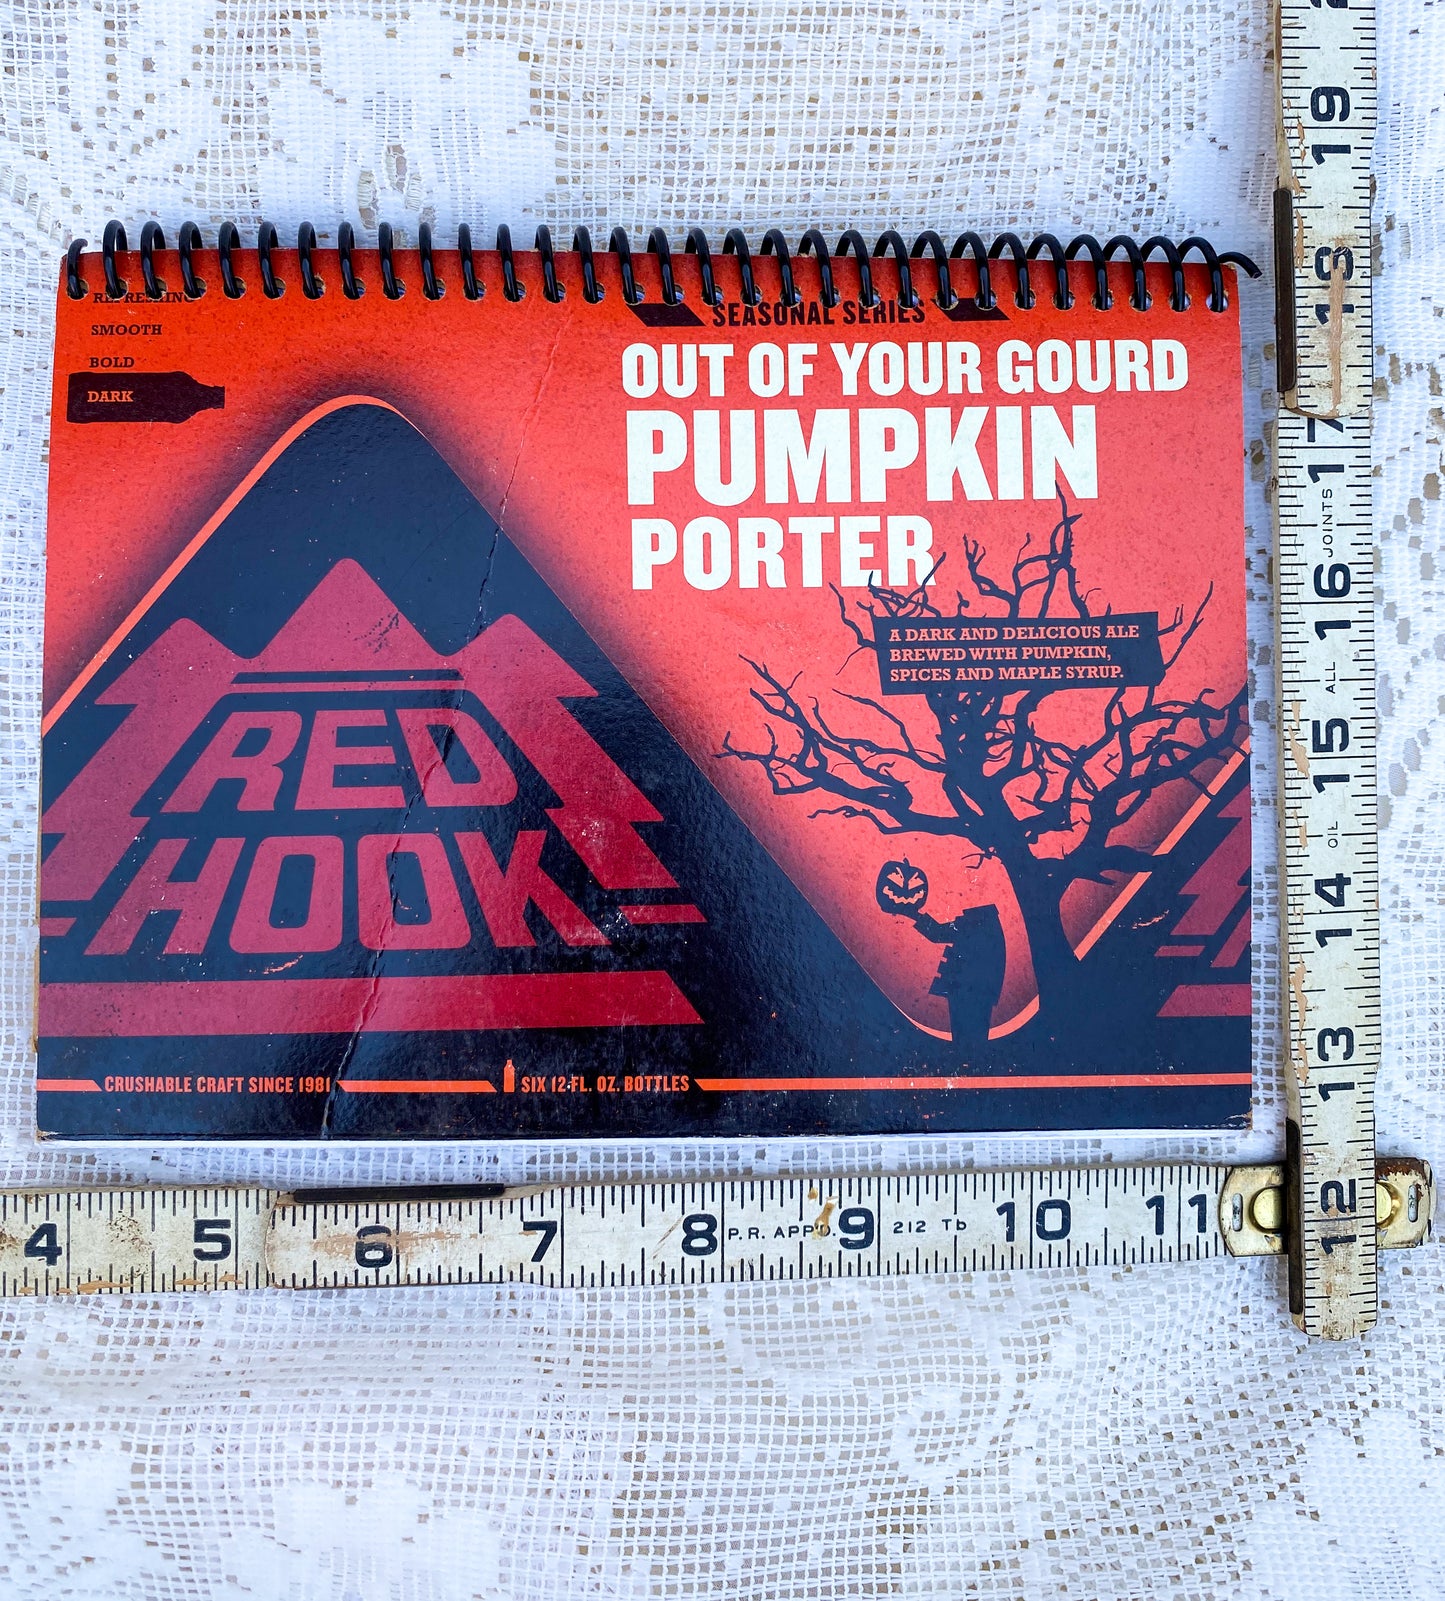 REFRESHING
SMOOTH
BOLD
DARK
SEASONAL SERIES
OUT OF YOUR GOURD
PUMPKIN
PORTER
A DARK AND DELICIOUS ALE
BREWED WITH PUMPKIN,
SPICES AND MAPLE SYRUP.
RED
HOOK
CRUSHABLE CRAFT SINCE 1981
SIX 12 FL. OZ. BOTTLES
4 5 6 7 8 P.R. APP'D. 9 212 Tb 10 11
12 13 14 OIL 15 ALL 16 JOINTS 17 18 19